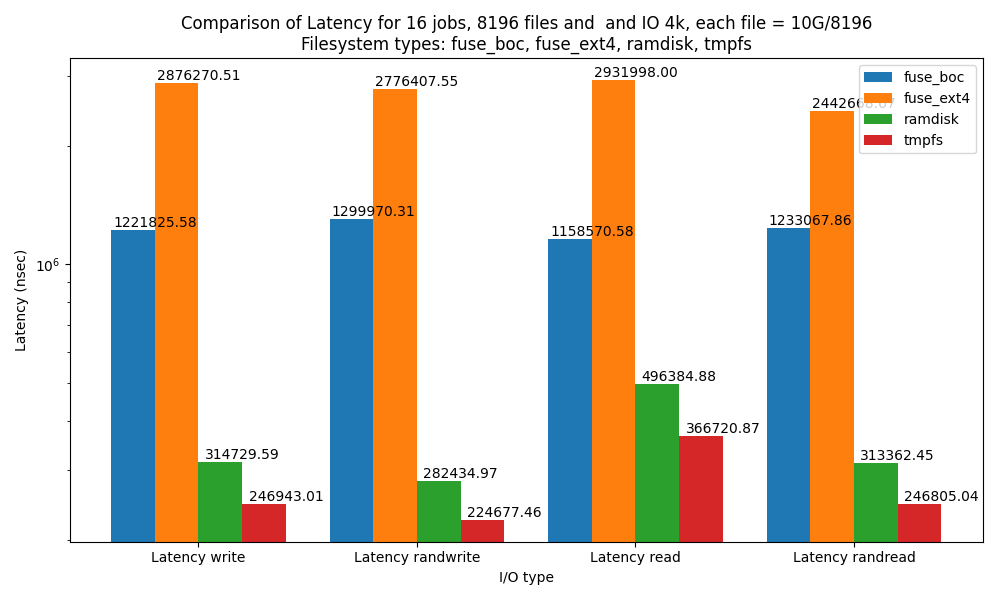 Comparison of Latency for 16 jobs, 8196 files and  and IO 4k, each file = 10G/8196
Filesystem types: fuse_boc, fuse_ext4, ramdisk, tmpfs
2876270.51
2776407.55
2931998.00
fuse_boc
fuse_ext4
ramdisk
tmpfs
1221825.58
1299970.31
1158570.58
1233067.86
Latency (nsec)
10^6
314729.59
246943.01
282434.97
224677.46
496384.88
366720.87
313362.45
246805.04
Latency write
Latency randwrite
Latency read
Latency randread
I/O type